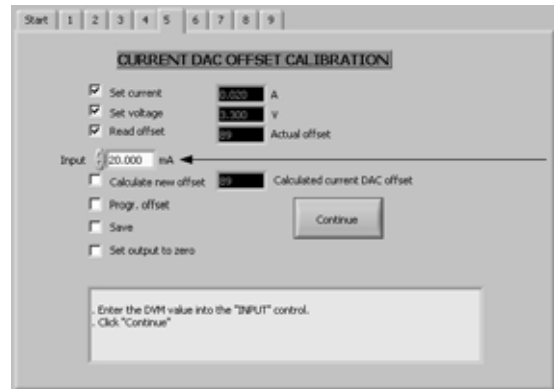 Start 1 2 3 4 5 6 7 8 9
CURRENT DAC OFFSET CALIBRATION
Set current 0.020 A
Set voltage 3.300 V
Read offset 89 Actual offset
Input 20.000 mA
Calculate new offset 89 Calculated current DAC offset
Progr. offset
Save
Continue
Set output to zero
. Enter the DVM value into the "INPUT" control.
. Click "Continue"